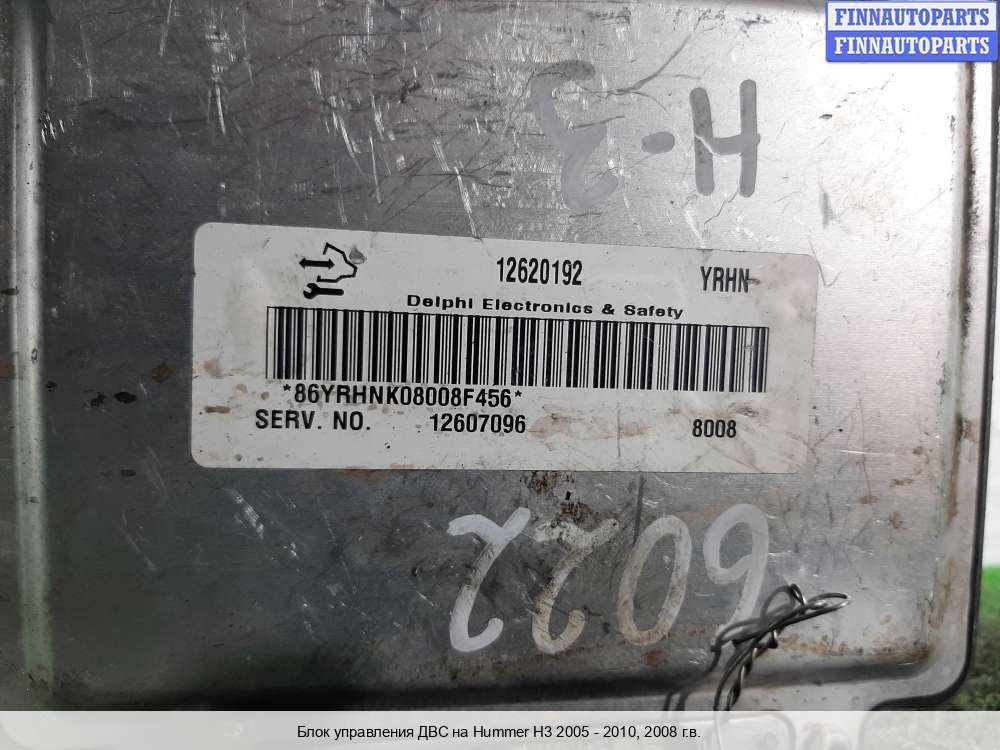 FINNAUTOPARTS
FINNAUTOPARTS
H-3
12620192 YRHN
Delphi Electronics & Safety
*86YRHNK08008F456*
SERV. NO. 12607096 8008
6022
Блок управления ДВС на Hummer H3 2005 - 2010, 2008 г.в.